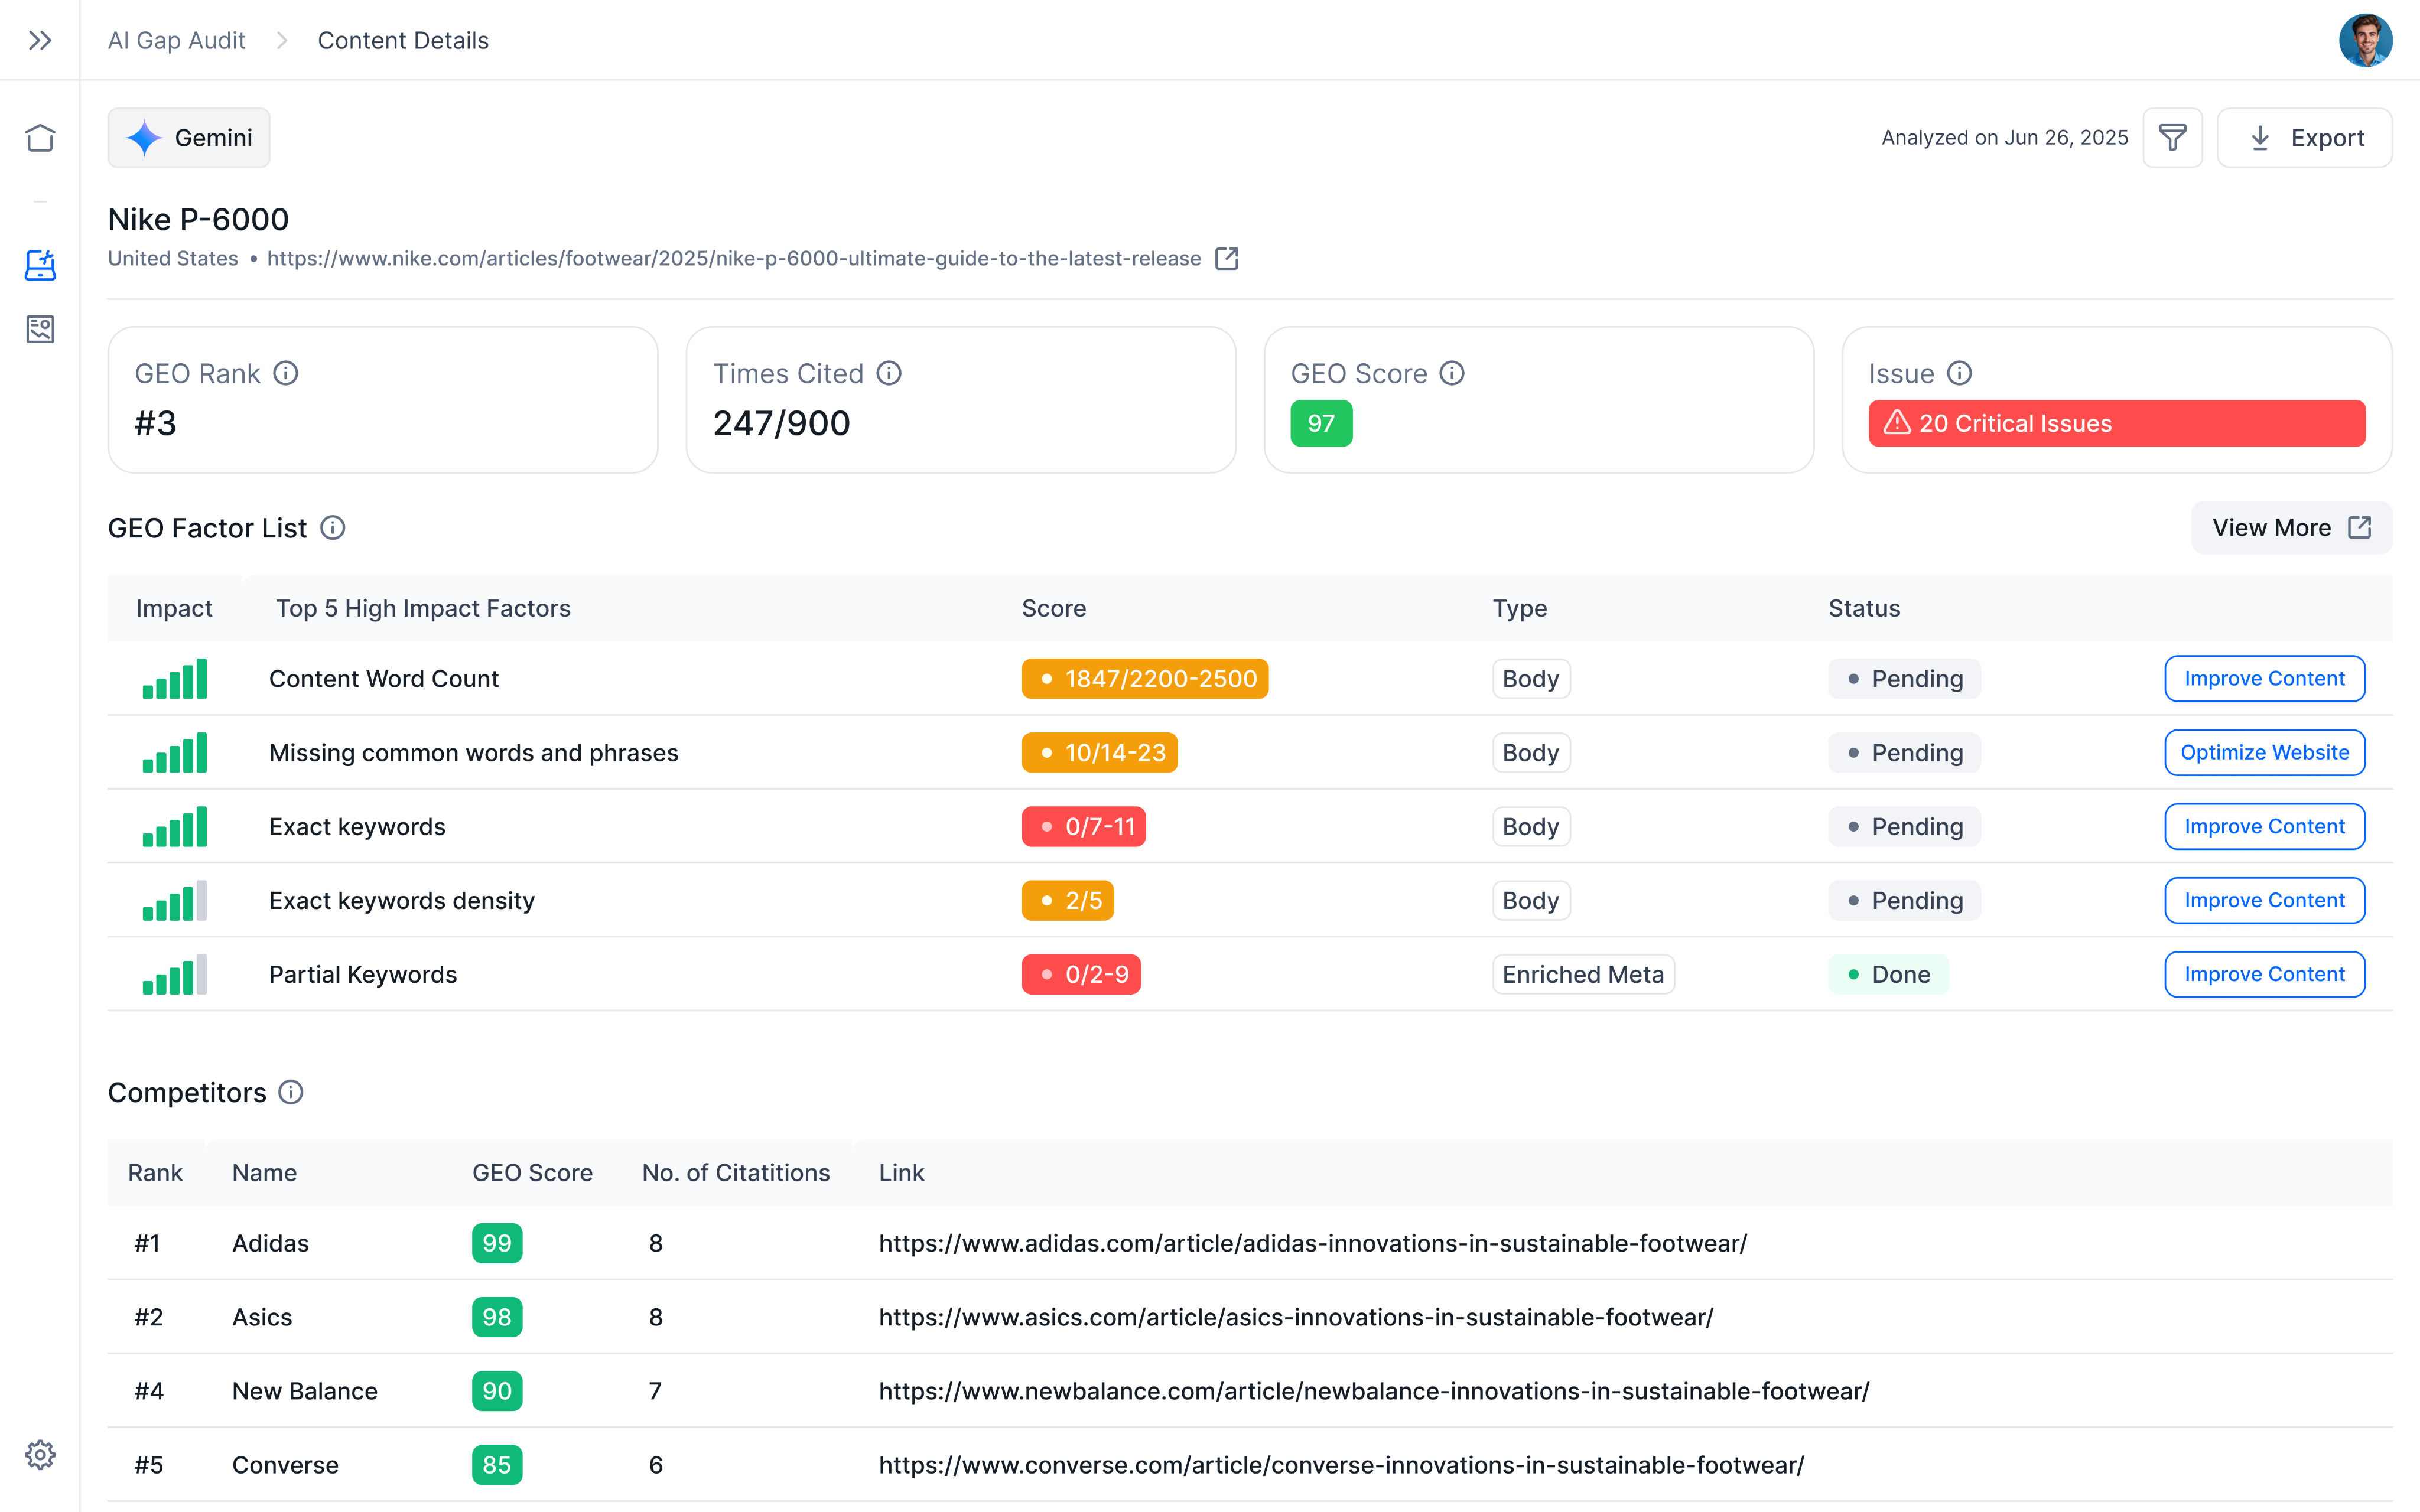 AI Gap Audit
Content Details
Gemini
Analyzed on Jun 26, 2025
Export
Nike P-6000
United States • https://www.nike.com/articles/footwear/2025/nike-p-6000-ultimate-guide-to-the-latest-release
GEO Rank
#3
Times Cited
247/900
GEO Score
97
Issue
20 Critical Issues
GEO Factor List
View More
Impact Top 5 High Impact Factors Score Type Status
Content Word Count 1847/2200-2500 Body Pending Improve Content
Missing common words and phrases 10/14-23 Body Pending Optimize Website
Exact keywords 0/7-11 Body Pending Improve Content
Exact keywords density 2/5 Body Pending Improve Content
Partial Keywords 0/2-9 Enriched Meta Done Improve Content
Competitors
Rank Name GEO Score No. of Citatitions Link
#1 Adidas 99 8 https://www.adidas.com/article/adidas-innovations-in-sustainable-footwear/
#2 Asics 98 8 https://www.asics.com/article/asics-innovations-in-sustainable-footwear/
#4 New Balance 90 7 https://www.newbalance.com/article/newbalance-innovations-in-sustainable-footwear/
#5 Converse 85 6 https://www.converse.com/article/converse-innovations-in-sustainable-footwear/